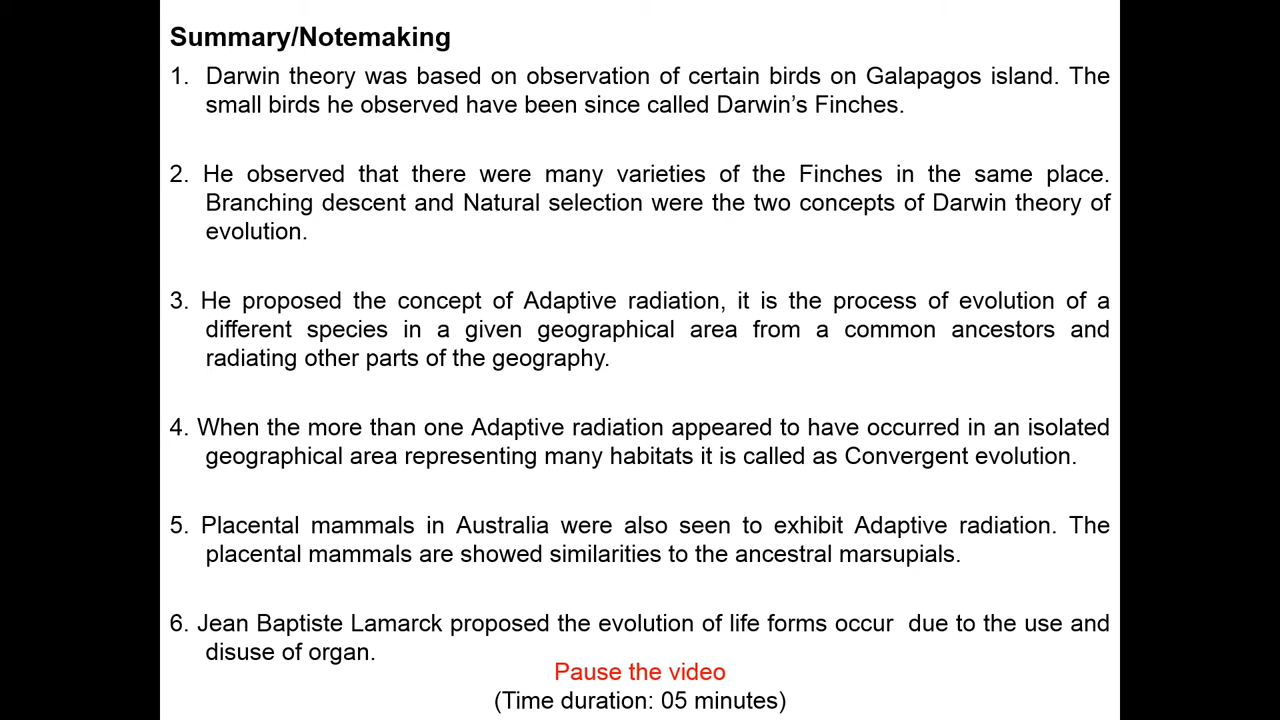 Summary/Notemaking
1. Darwin theory was based on observation of certain birds on Galapagos island. The
small birds he observed have been since called Darwin’s Finches.
2. He observed that there were many varieties of the Finches in the same place.
Branching descent and Natural selection were the two concepts of Darwin theory of
evolution.
3. He proposed the concept of Adaptive radiation, it is the process of evolution of a
different species in a given geographical area from a common ancestors and
radiating other parts of the geography.
4. When the more than one Adaptive radiation appeared to have occurred in an isolated
geographical area representing many habitats it is called as Convergent evolution.
5. Placental mammals in Australia were also seen to exhibit Adaptive radiation. The
placental mammals are showed similarities to the ancestral marsupials.
6. Jean Baptiste Lamarck proposed the evolution of life forms occur due to the use and
disuse of organ.
Pause the video
(Time duration: 05 minutes)